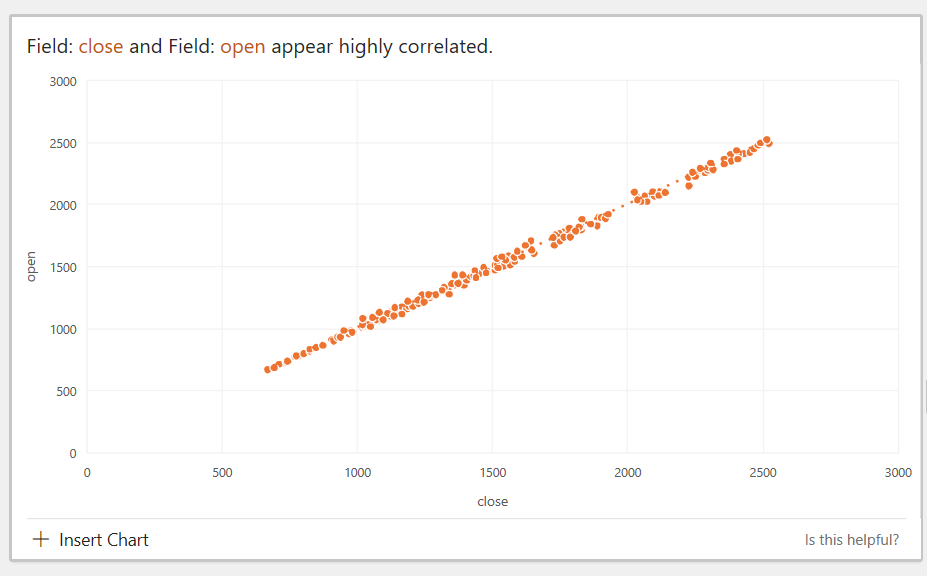 Field: close and Field: open appear highly correlated.
3000
2500
2000
1500
1000
500
0
open
0 500 1000 1500 2000 2500 3000
close
Insert Chart Is this helpful?